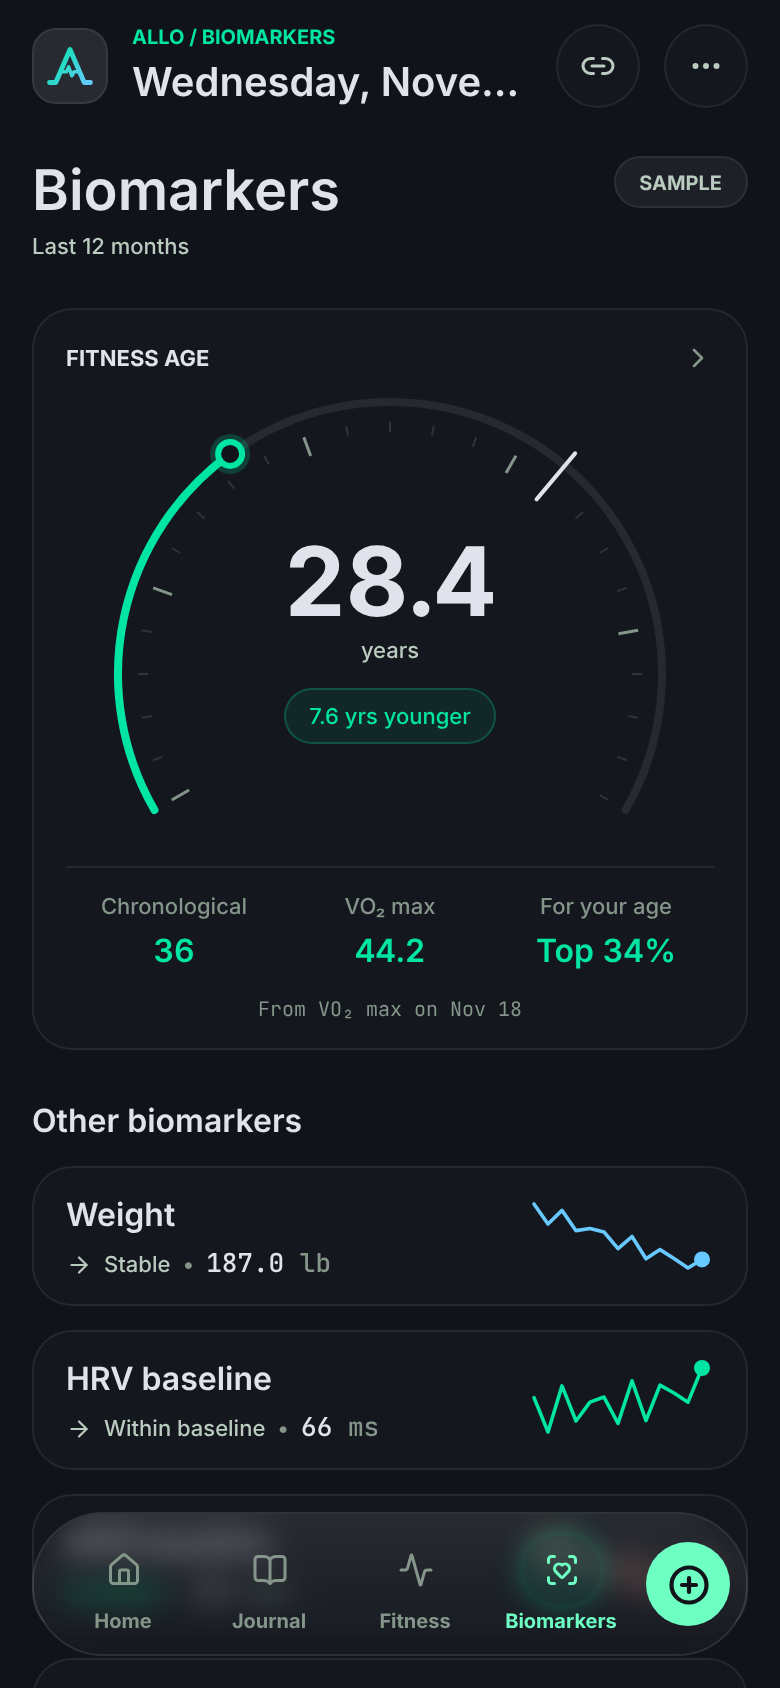 ALLO / BIOMARKERS
Wednesday, Nove...
Biomarkers
SAMPLE
Last 12 months
FITNESS AGE
28.4
years
7.6 yrs younger
Chronological
VO₂ max
For your age
36
44.2
Top 34%
From VO₂ max on Nov 18
Other biomarkers
Weight
→ Stable • 187.0 lb
HRV baseline
→ Within baseline • 66 ms
Home
Journal
Fitness
Biomarkers